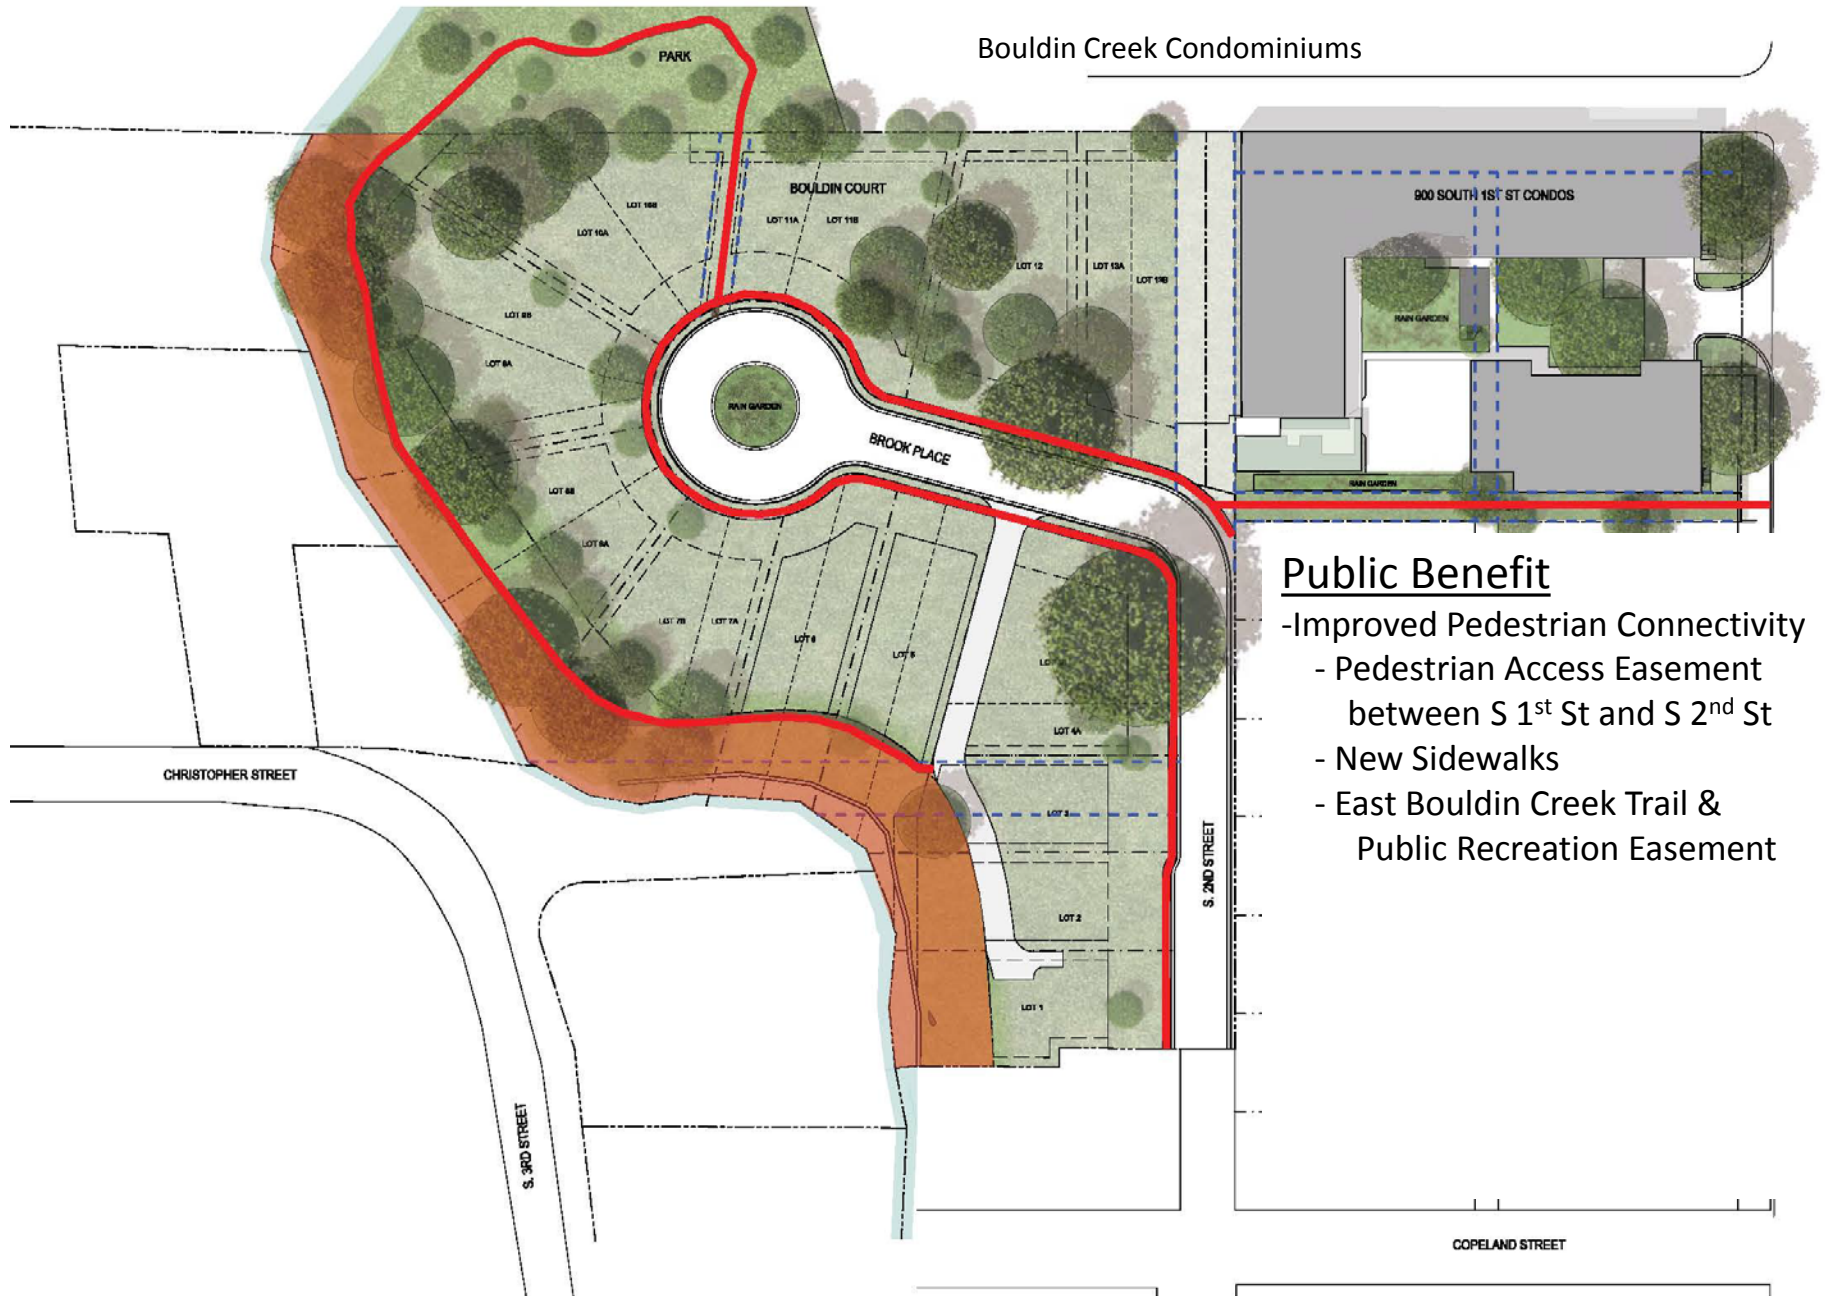 Bouldin Creek Condominiums
PARK
BOULDIN COURT
900 SOUTH 1ST ST CONDOS
LOT 10B
LOT 10A
LOT 11A
LOT 11B
LOT 12
LOT 13A
LOT 13B
LOT 9B
LOT 9A
RAIN GARDEN
RAIN GARDEN
BROOK PLACE
RAIN GARDEN
LOT 8B
LOT 8A
LOT 7B
LOT 7A
LOT 6
LOT 5
LOT 4A
LOT 3
LOT 2
LOT 1
Public Benefit
-Improved Pedestrian Connectivity
- Pedestrian Access Easement
between S 1st St and S 2nd St
- New Sidewalks
- East Bouldin Creek Trail &
Public Recreation Easement
CHRISTOPHER STREET
S. 2ND STREET
S. 3RD STREET
COPELAND STREET